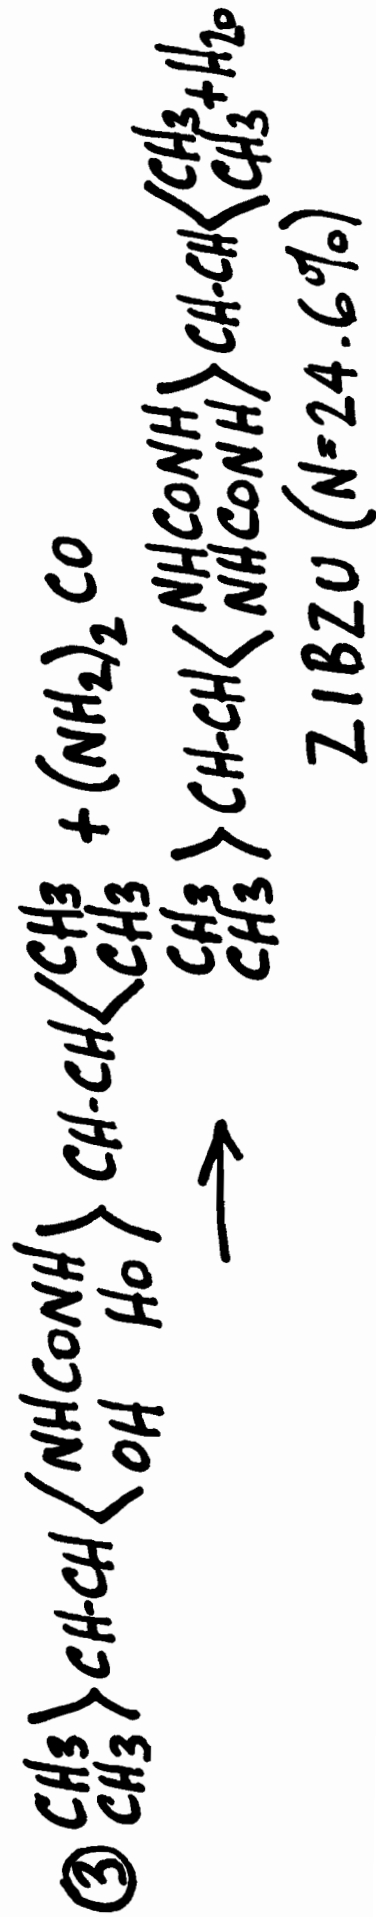 ③ CH3 CH3 > CH-CH < NHCONH OH HO > CH-CH < CH3 CH3 + (NH2)2 CO
→ CH3 CH3 > CH-CH < NHCONH NHCONH > CH-CH < CH3 CH3 + H2O
2IB2U (N=24.6%)